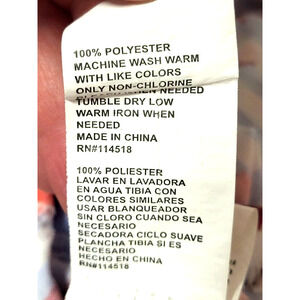 100% POLYESTER
MACHINE WASH WARM
WITH LIKE COLORS
ONLY NON-CHLORINE
WHEN NEEDED
TUMBLE DRY LOW
WARM IRON WHEN
NEEDED
MADE IN CHINA
RN#114518
100% POLIESTER
LAVAR EN LAVADORA
EN AGUA TIBIA CON
COLORES SIMILARES
USAR BLANQUEADOR
SIN CLORO CUANDO SEA
NECESARIO
SECADORA CICLO SUAVE
PLANCHA TIBIA SI ES
NECESARIO
HECHO EN CHINA
RN#114518